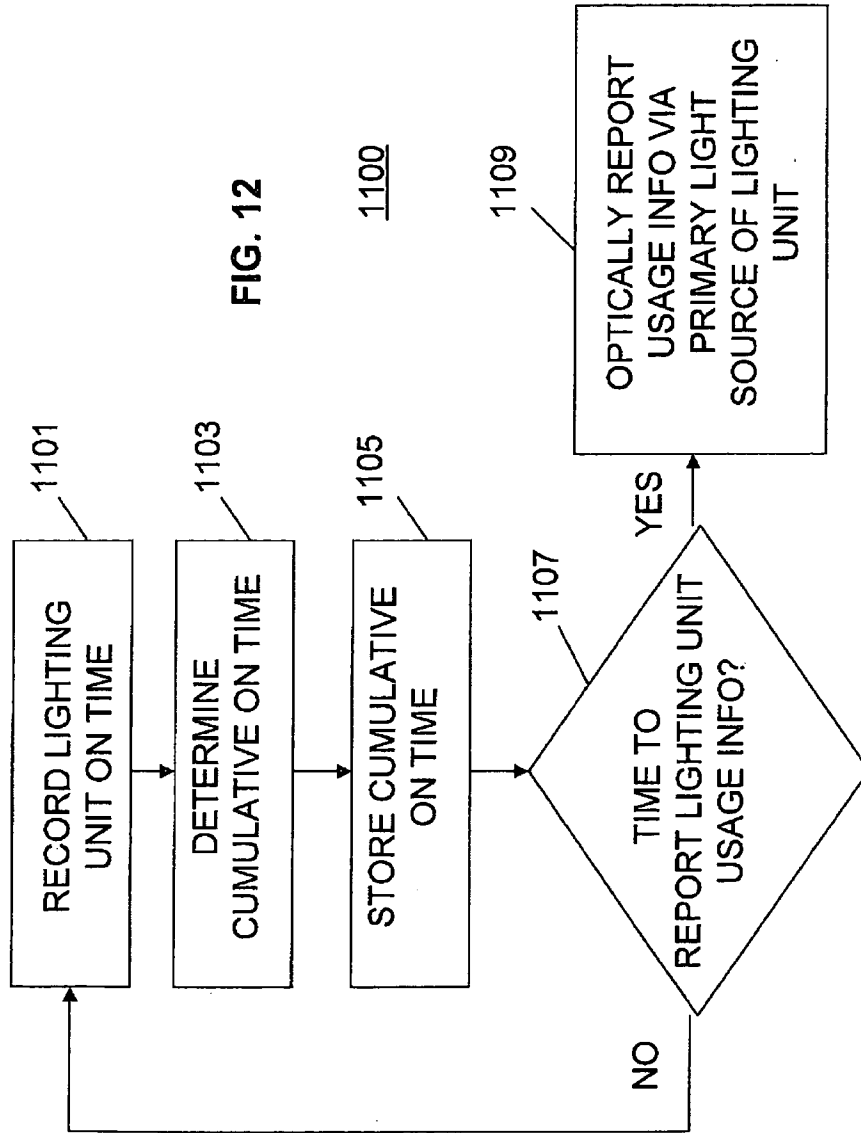 FIG. 12
1100
1101
RECORD LIGHTING
UNIT ON TIME
1103
DETERMINE
CUMULATIVE ON TIME
1105
STORE CUMULATIVE
ON TIME
1107
TIME TO
REPORT LIGHTING UNIT
USAGE INFO?
NO
YES
1109
OPTICALLY REPORT
USAGE INFO VIA
PRIMARY LIGHT
SOURCE OF LIGHTING
UNIT